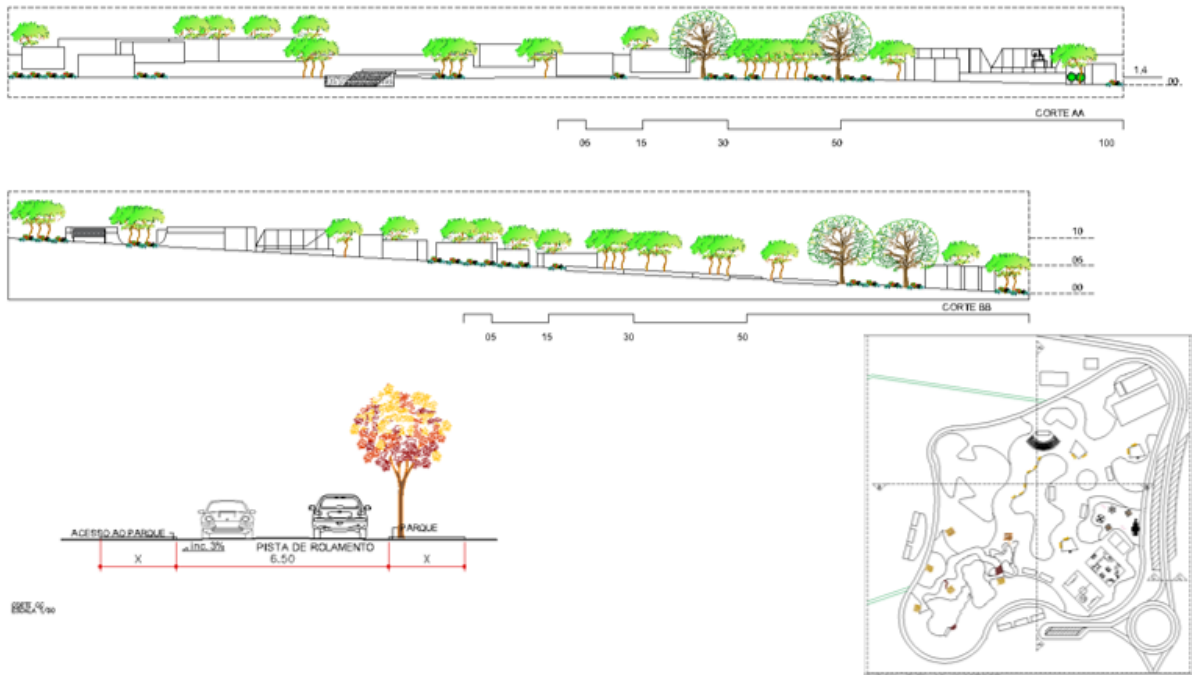 1,4
00
CORTE AA
05 15 30 50 100
10
05
00
CORTE BB
05 15 30 50
ACESSO AO PARQUE
PARQUE
inc. 3%
PISTA DE ROLAMENTO
X 6.50 X